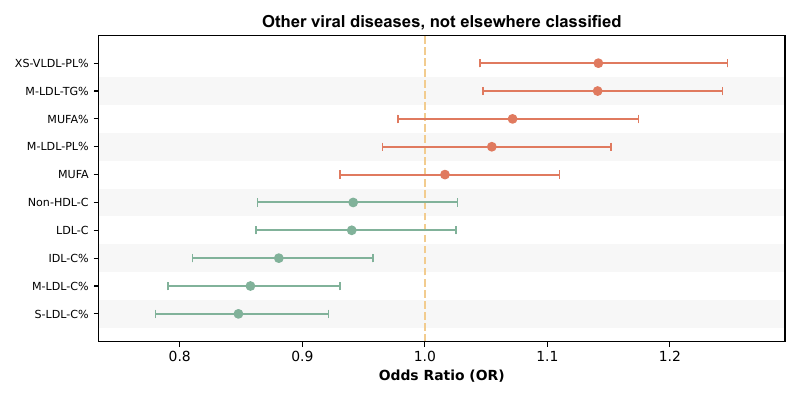 Other viral diseases, not elsewhere classified
XS-VLDL-PL%
M-LDL-TG%
MUFA%
M-LDL-PL%
MUFA
Non-HDL-C
LDL-C
IDL-C%
M-LDL-C%
S-LDL-C%
0.8 0.9 1.0 1.1 1.2
Odds Ratio (OR)